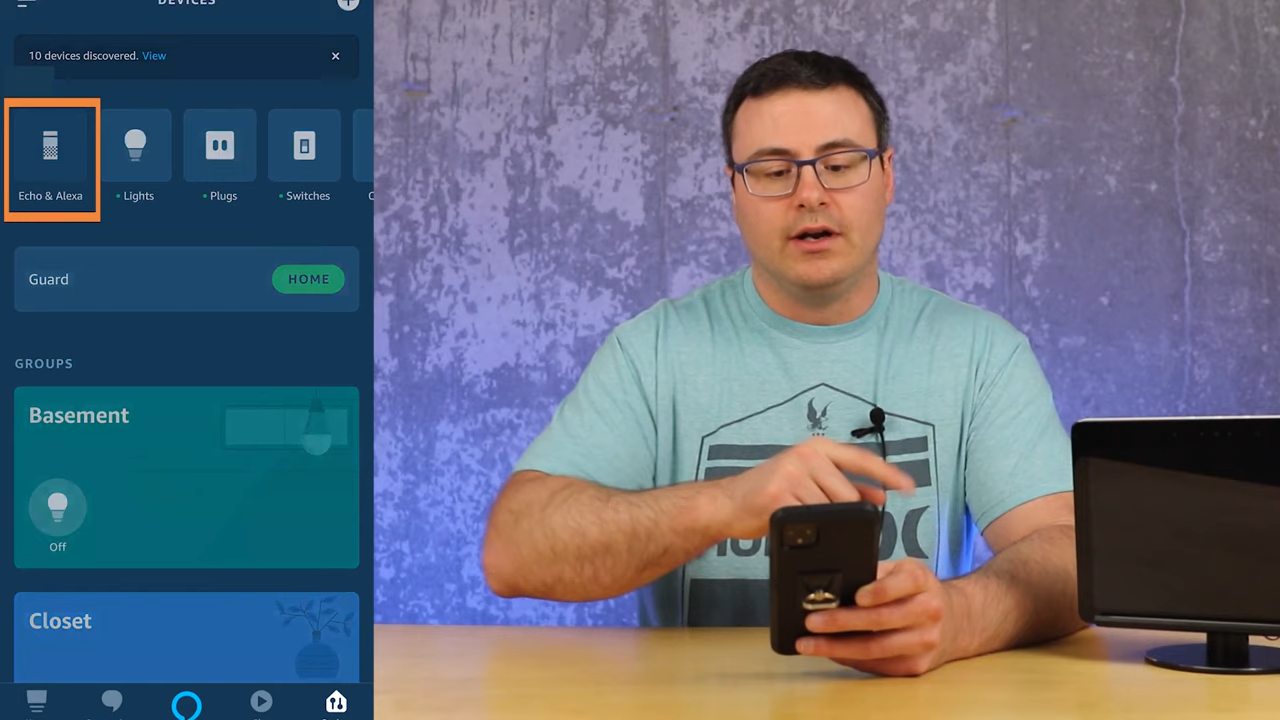 DEVICES
10 devices discovered. View
Echo & Alexa
Lights
Plugs
Switches
Guard
HOME
GROUPS
Basement
Off
Closet